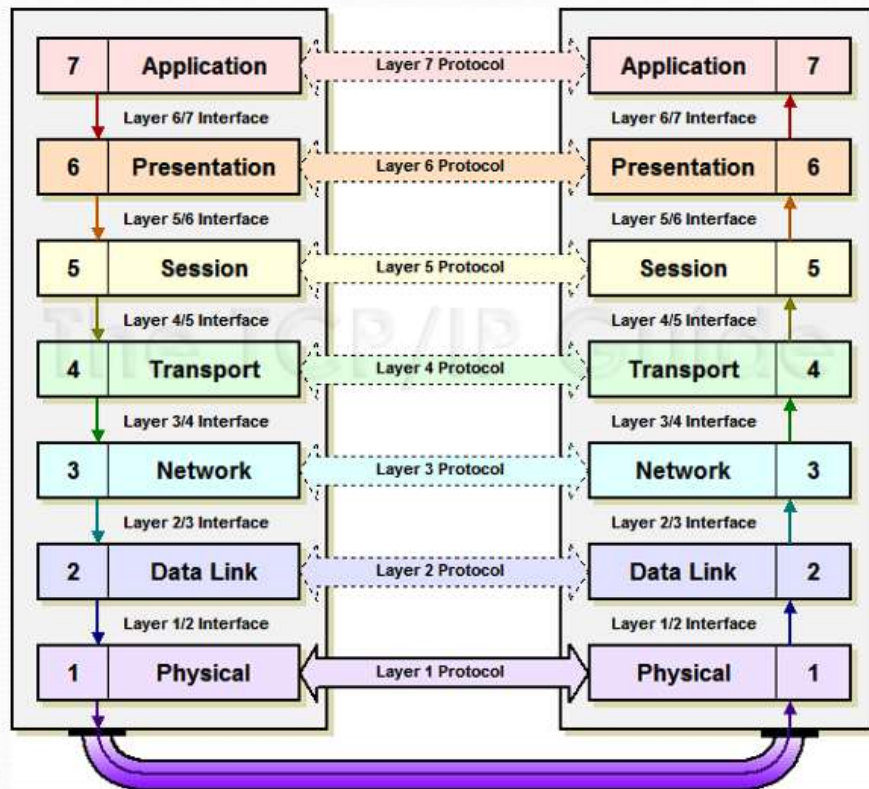 7 Application Layer 7 Protocol Application 7
Layer 6/7 Interface Layer 6/7 Interface
6 Presentation Layer 6 Protocol Presentation 6
Layer 5/6 Interface Layer 5/6 Interface
5 Session Layer 5 Protocol Session 5
Layer 4/5 Interface Layer 4/5 Interface
The TCP/IP Guide
4 Transport Layer 4 Protocol Transport 4
Layer 3/4 Interface Layer 3/4 Interface
3 Network Layer 3 Protocol Network 3
Layer 2/3 Interface Layer 2/3 Interface
2 Data Link Layer 2 Protocol Data Link 2
Layer 1/2 Interface Layer 1/2 Interface
1 Physical Layer 1 Protocol Physical 1